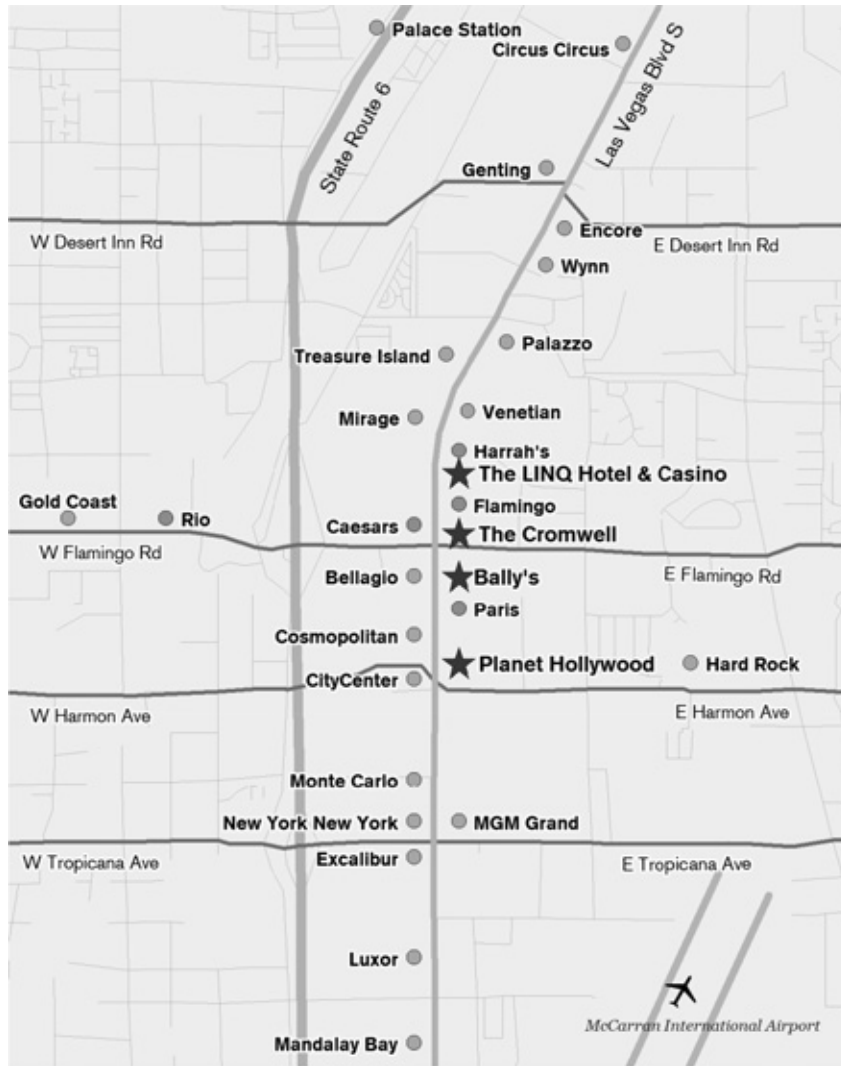 Palace Station
Circus Circus
State Route 6
Las Vegas Blvd S
Genting
W Desert Inn Rd
Encore
E Desert Inn Rd
Wynn
Treasure Island
Palazzo
Mirage
Venetian
Harrah's
The LINQ Hotel & Casino
Gold Coast
Rio
Flamingo
Caesars
The Cromwell
W Flamingo Rd
Bellagio
Bally's
E Flamingo Rd
Paris
Cosmopolitan
Planet Hollywood
Hard Rock
CityCenter
W Harmon Ave
E Harmon Ave
Monte Carlo
New York New York
MGM Grand
W Tropicana Ave
Excalibur
E Tropicana Ave
Luxor
McCarran International Airport
Mandalay Bay